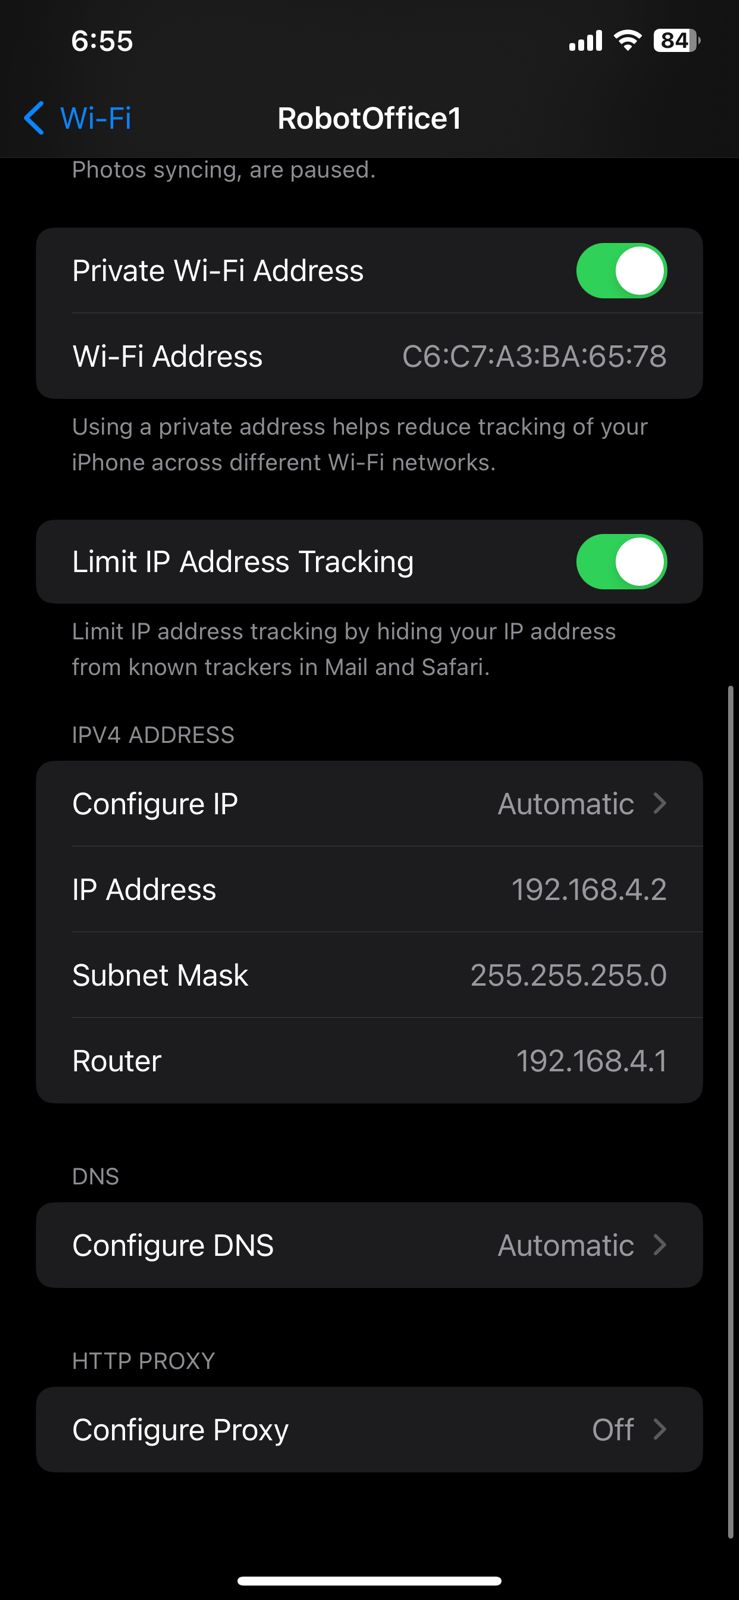 6:55
84
Wi-Fi
RobotOffice1
Photos syncing, are paused.
Private Wi-Fi Address
Wi-Fi Address C6:C7:A3:BA:65:78
Using a private address helps reduce tracking of your
iPhone across different Wi-Fi networks.
Limit IP Address Tracking
Limit IP address tracking by hiding your IP address
from known trackers in Mail and Safari.
IPV4 ADDRESS
Configure IP Automatic
IP Address 192.168.4.2
Subnet Mask 255.255.255.0
Router 192.168.4.1
DNS
Configure DNS Automatic
HTTP PROXY
Configure Proxy Off